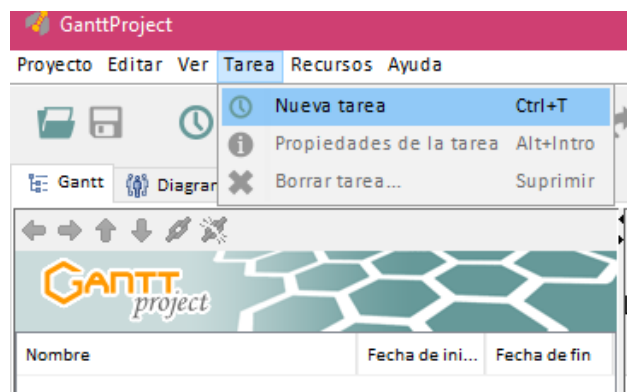 GanttProject
Proyecto Editar Ver Tarea Recursos Ayuda
Nueva tarea Ctrl+T
Propiedades de la tarea Alt+Intro
Borrar tarea... Suprimir
Gantt Diagrar
GANTT
project
Nombre Fecha de ini... Fecha de fin